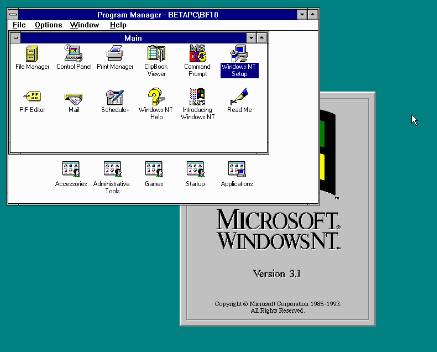 Program Manager - BETAPC\BF10
File Options Window Help
Main
File Manager Control Panel Print Manager ClipBook Viewer Command Prompt Windows NT Setup
PIF Editor Mail Schedule+ Windows NT Help Introducing Windows NT Read Me
Accessories Administrative Tools Games Startup Applications
MICROSOFT
WINDOWS NT™
Version 3.1
Copyright © Microsoft Corporation 1985-1993.
All Rights Reserved.